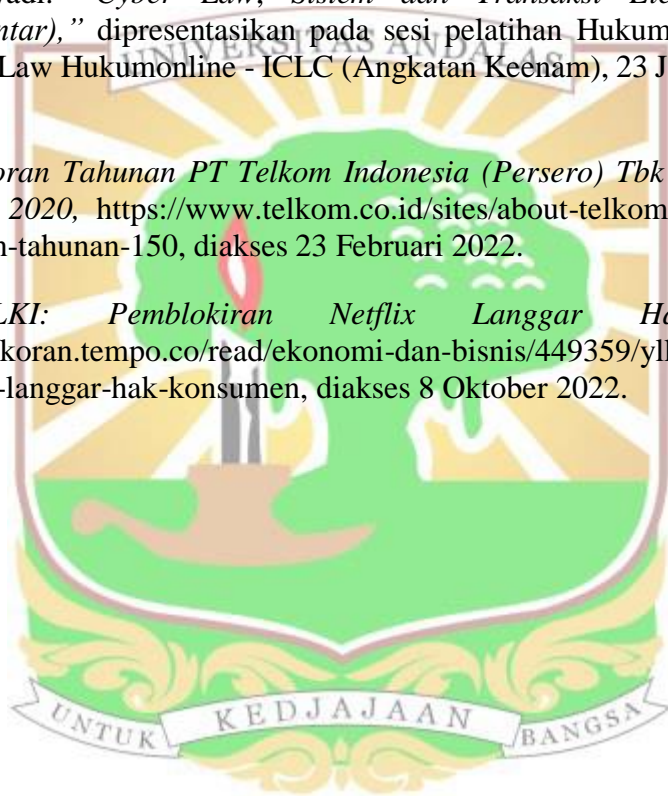 "Cyber Law, Sistem dan Transaksi
ntar)," dipresentasikan pada sesi pelatihan Hukum
UNIVERSITAS ANDALAS
Law Hukumonline - ICLC (Angkatan Keenam), 23 J
oran Tahunan PT Telkom Indonesia (Persero) Tbk
2020, https://www.telkom.co.id/sites/about-telkom
n-tahunan-150, diakses 23 Februari 2022.
LKI: Pemblokiran Netflix Langgar Ha
koran.tempo.co/read/ekonomi-dan-bisnis/449359/yl
-langgar-hak-konsumen, diakses 8 Oktober 2022.
UNTUK KEDJAJAAN BANGSA